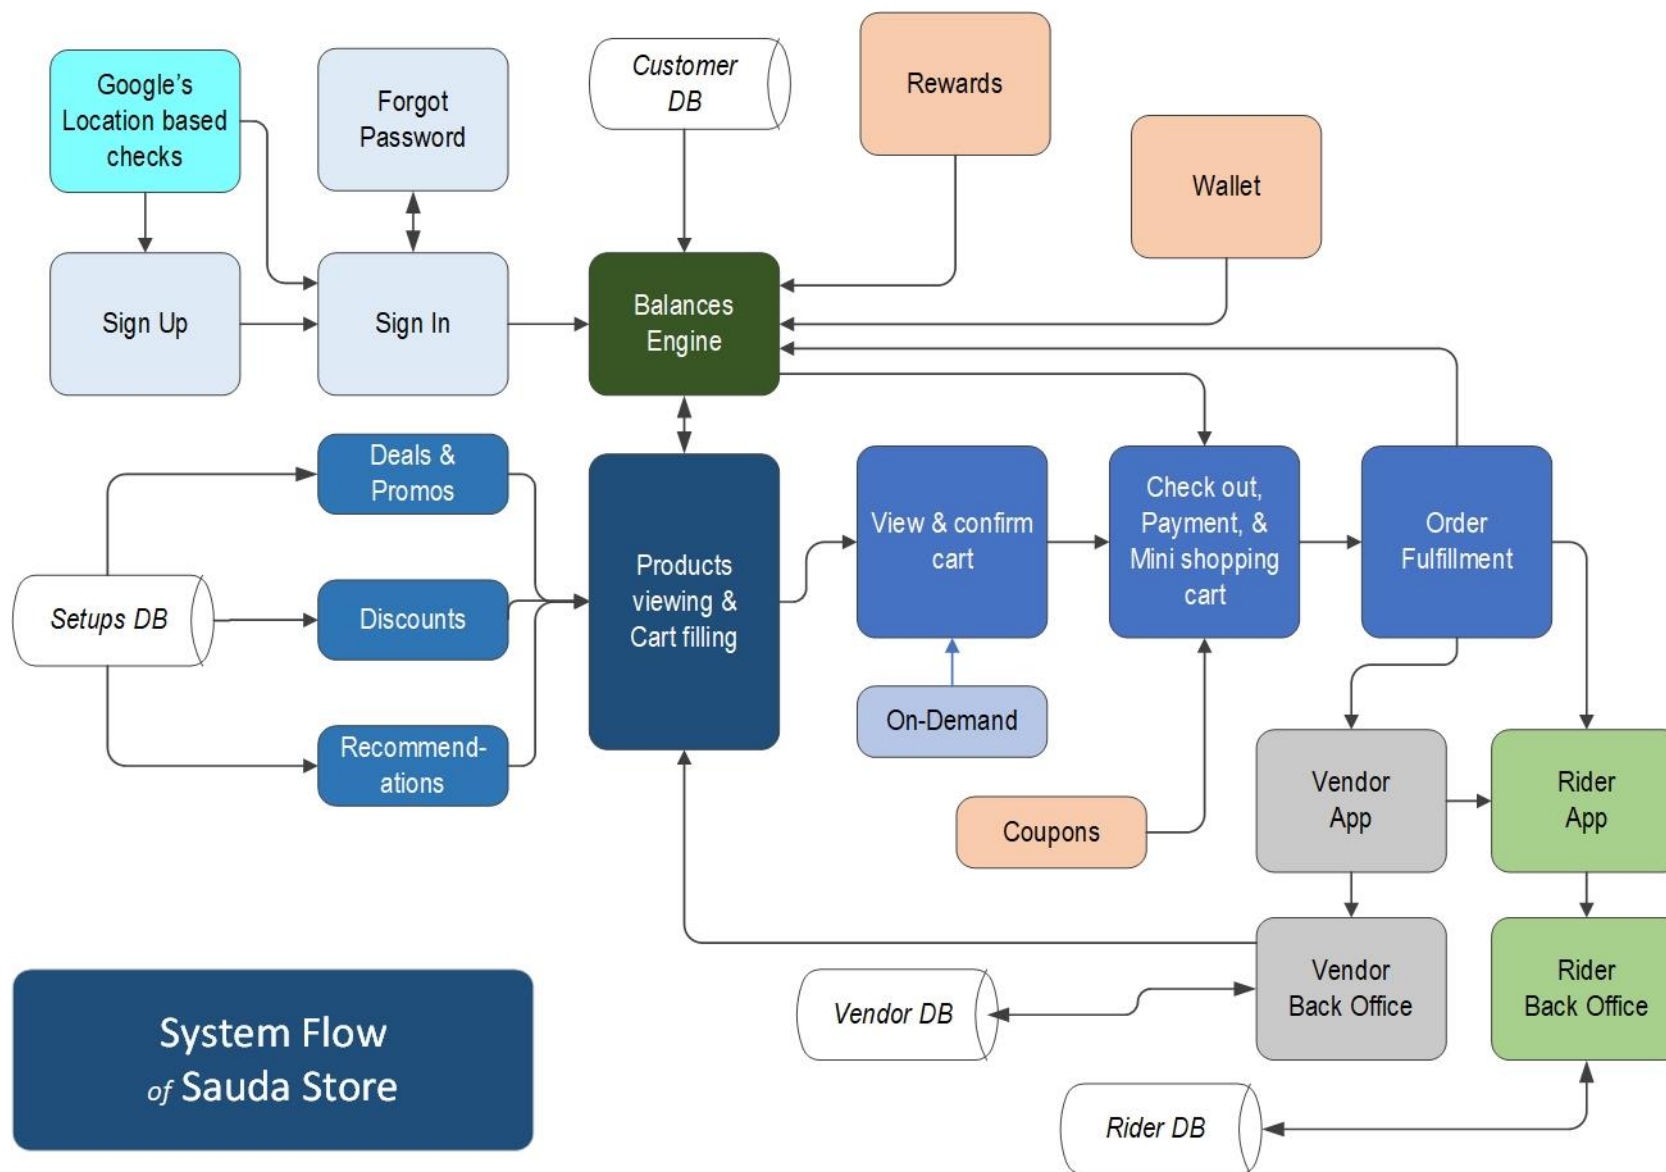 Google's
Location based
checks
Forgot
Password
Customer
DB
Rewards
Wallet
Sign Up
Sign In
Balances
Engine
Deals &
Promos
Setups DB
Discounts
Recommend-
ations
Products
viewing &
Cart filling
View & confirm
cart
Check out,
Payment, &
Mini shopping
cart
Order
Fulfillment
On-Demand
Coupons
Vendor
App
Rider
App
Vendor
Back Office
Rider
Back Office
Vendor DB
Rider DB
System Flow
of Sauda Store